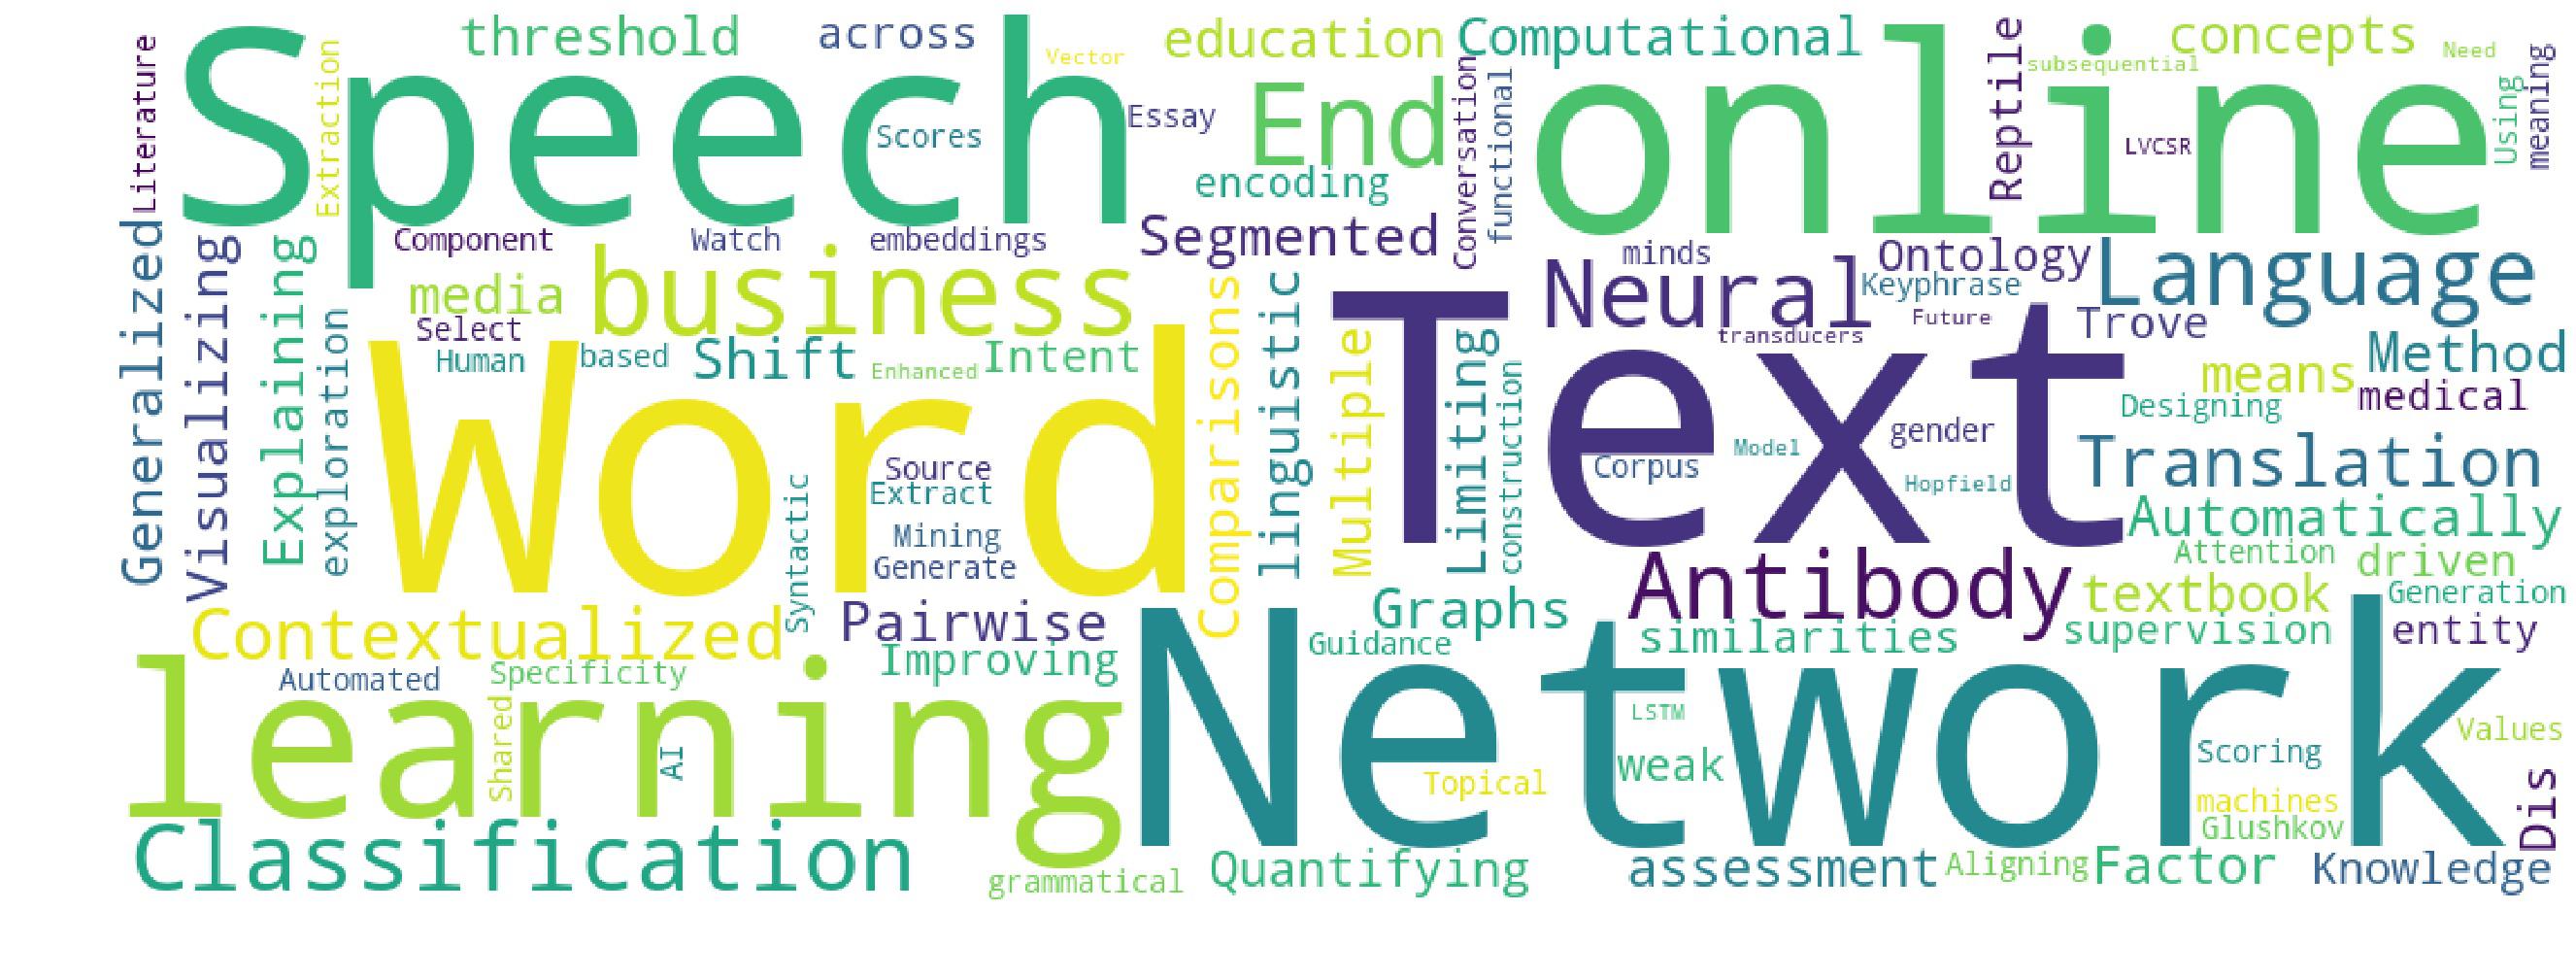 Speech
online
threshold
across
Vector
education
Computational
concepts
Need
subsequential
Literature
Extraction
Scores
Essay
End
encoding
Conversation
functional
Reptile
LVCSR
Using
meaning
Component
Watch
embeddings
Segmented
minds
Ontology
Language
Generalized
Visualizing
Explaining
exploration
media
business
Neural
Keyphrase
Select
Future
Trove
transducers
Human
based
Shift
Enhanced
Intent
Method
Word
Text
Comparisons
linguistic
Multiple
Limiting
construction
means
medical
Designing
gender
Model
Corpus
Hopfield
Translation
Source
Extract
Syntactic
Mining
Generate
Automatically
Attention
driven
Antibody
textbook
Generation
Contextualized
Pairwise
Graphs
Guidance
similarities
supervision
entity
Improving
Automated
Specificity
learning
Network
Shared
AI
LSTM
weak
Topical
Values
Scoring
machines
Glushkov
Dis
Classification
grammatical
Quantifying
assessment
Aligning
Factor
Knowledge